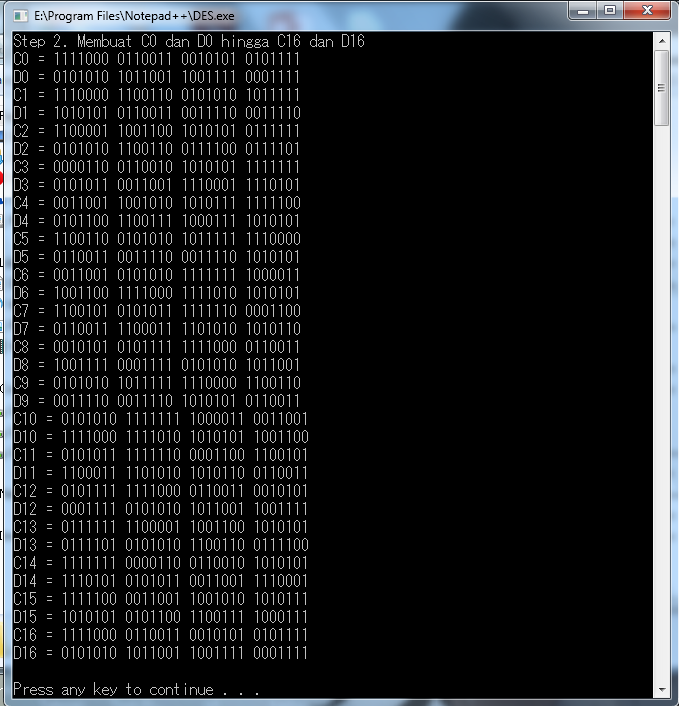 E:\Program Files\Notepad++\DES.exe
Step 2. Membuat C0 dan D0 hingga C16 dan D16
C0 = 1111000 0110011 0010101 0101111
D0 = 0101010 1011001 1001111 0001111
C1 = 1110000 1100110 0101010 1011111
D1 = 1010101 0110011 0011110 0011110
C2 = 1100001 1001100 1010101 0111111
D2 = 0101010 1100110 0111100 0111101
C3 = 0000110 0110010 1010101 1111111
D3 = 0101011 0011001 1110001 1110101
C4 = 0011001 1001010 1010111 1111100
D4 = 0101100 1100111 1000111 1010101
C5 = 1100110 0101010 1011111 1110000
D5 = 0110011 0011110 0011110 1010101
C6 = 0011001 0101010 1111111 1000011
D6 = 1001100 1111000 1111010 1010101
C7 = 1100101 0101011 1111110 0001100
D7 = 0110011 1100011 1101010 1010110
C8 = 0010101 0101111 1111000 0110011
D8 = 1001111 0001111 0101010 1011001
C9 = 0101010 1011111 1110000 1100110
D9 = 0011110 0011110 1010101 0110011
C10 = 0101010 1111111 1000011 0011001
D10 = 1111000 1111010 1010101 1001100
C11 = 0101011 1111110 0001100 1100101
D11 = 1100011 1101010 1010110 0110011
C12 = 0101111 1111000 0110011 0010101
D12 = 0001111 0101010 1011001 1001111
C13 = 0111111 1100001 1001100 1010101
D13 = 0111101 0101010 1100110 0111100
C14 = 1111111 0000110 0110010 1010101
D14 = 1110101 0101011 0011001 1110001
C15 = 1111100 0011001 1001010 1010111
D15 = 1010101 0101100 1100111 1000111
C16 = 1111000 0110011 0010101 0101111
D16 = 0101010 1011001 1001111 0001111
Press any key to continue . . .